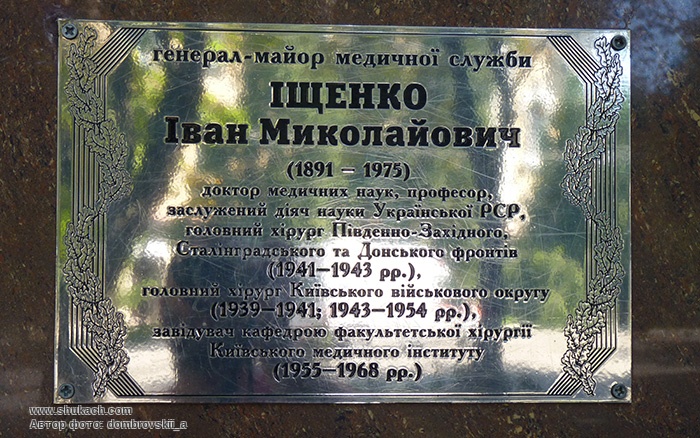 генерал-майор медичної служби
ІЩЕНКО
Іван Миколайович
(1891 – 1975)
доктор медичних наук, професор,
заслужений діяч науки Української РСР,
головний хірург Південно-Західного,
Сталінградського та Донського фронтів
(1941–1943 рр.),
головний хірург Київського військового округу
(1939–1941; 1943–1954 рр.),
завідувач кафедрою факультетської хірургії
Київського медичного інституту
(1955–1968 рр.)
www.shukach.com
Автор фото: dombrovskii_a